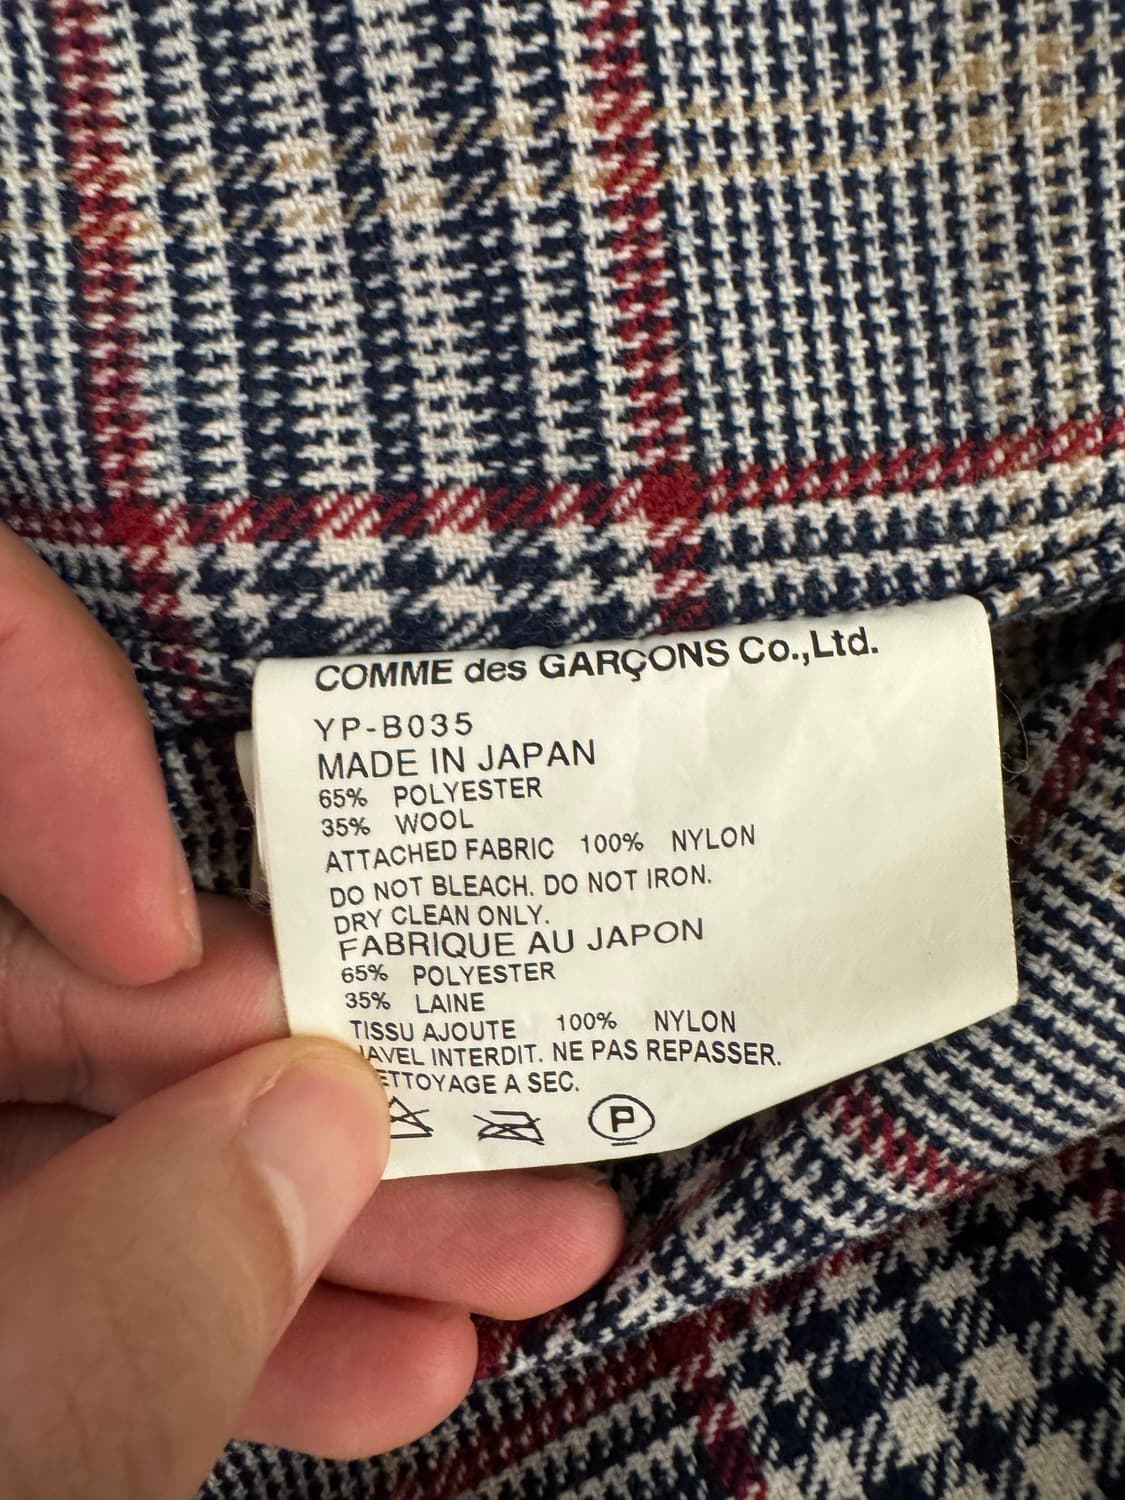 COMME des GARÇONS Co.,Ltd.
YP-B035
MADE IN JAPAN
65% POLYESTER
35% WOOL
ATTACHED FABRIC 100% NYLON
DO NOT BLEACH. DO NOT IRON.
DRY CLEAN ONLY.
FABRIQUE AU JAPON
65% POLYESTER
35% LAINE
TISSU AJOUTE 100% NYLON
INTERDIT. NE PAS REPASSER.
A SEC.
P